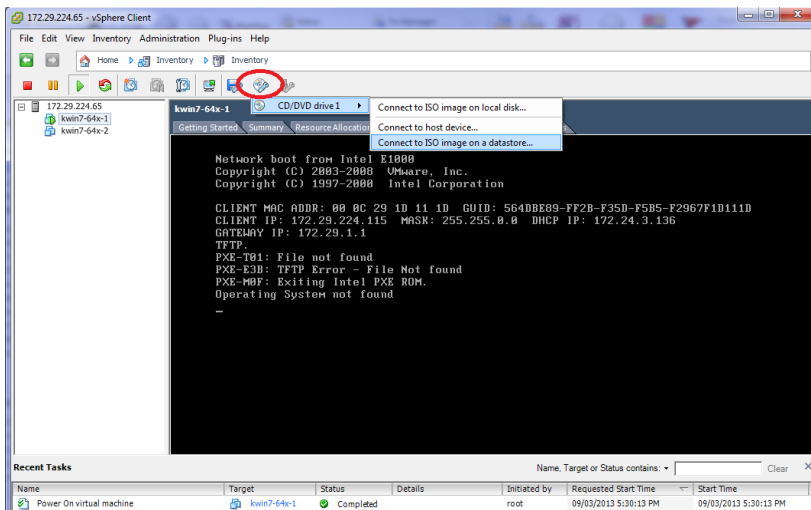 172.29.224.65 - vSphere Client
File Edit View Inventory Administration Plug-ins Help
Home Inventory Inventory
172.29.224.65
kwin7-64x-1
kwin7-64x-2
kwin7-64x-1
CD/DVD drive 1
Connect to ISO image on local disk...
Connect to host device...
Connect to ISO image on a datastore...
Getting Started Summary Resource Allocation
Network boot from Intel E1000
Copyright (C) 2003-2008 VMware, Inc.
Copyright (C) 1997-2000 Intel Corporation
CLIENT MAC ADDR: 00 0C 29 1D 11 1D GUID: 564DBE89-FF2B-F35D-F5B5-F2967F1D111D
CLIENT IP: 172.29.224.115 MASK: 255.255.0.0 DHCP IP: 172.24.3.136
GATEWAY IP: 172.29.1.1
TFTP.
PXE-T01: File not found
PXE-E3B: TFTP Error - File Not found
PXE-M0F: Exiting Intel PXE ROM.
Operating System not found
Recent Tasks
Name, Target or Status contains:
Clear
Name Target Status Details Initiated by Requested Start Time Start Time
Power On virtual machine kwin7-64x-1 Completed root 09/03/2013 5:30:13 PM 09/03/2013 5:30:13 PM